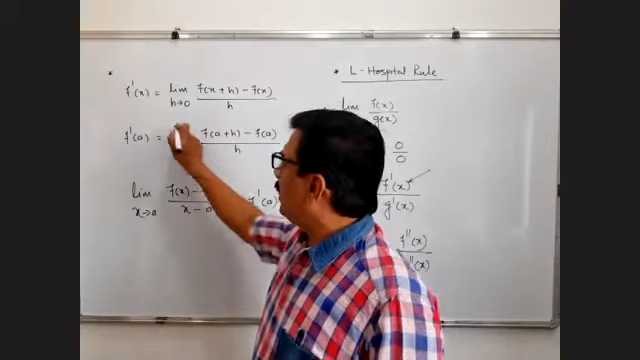 f'(x) = lim h→0 f(x+h) - f(x) / h
f'(a) = f(a+h) - f(a) / h
lim x→a f(x) - / x - a f'(a)
* L-Hospital Rule
lim f(x) / g(x)
0 / 0
f'(x) / g'(x)
f''(x) / g''(x)